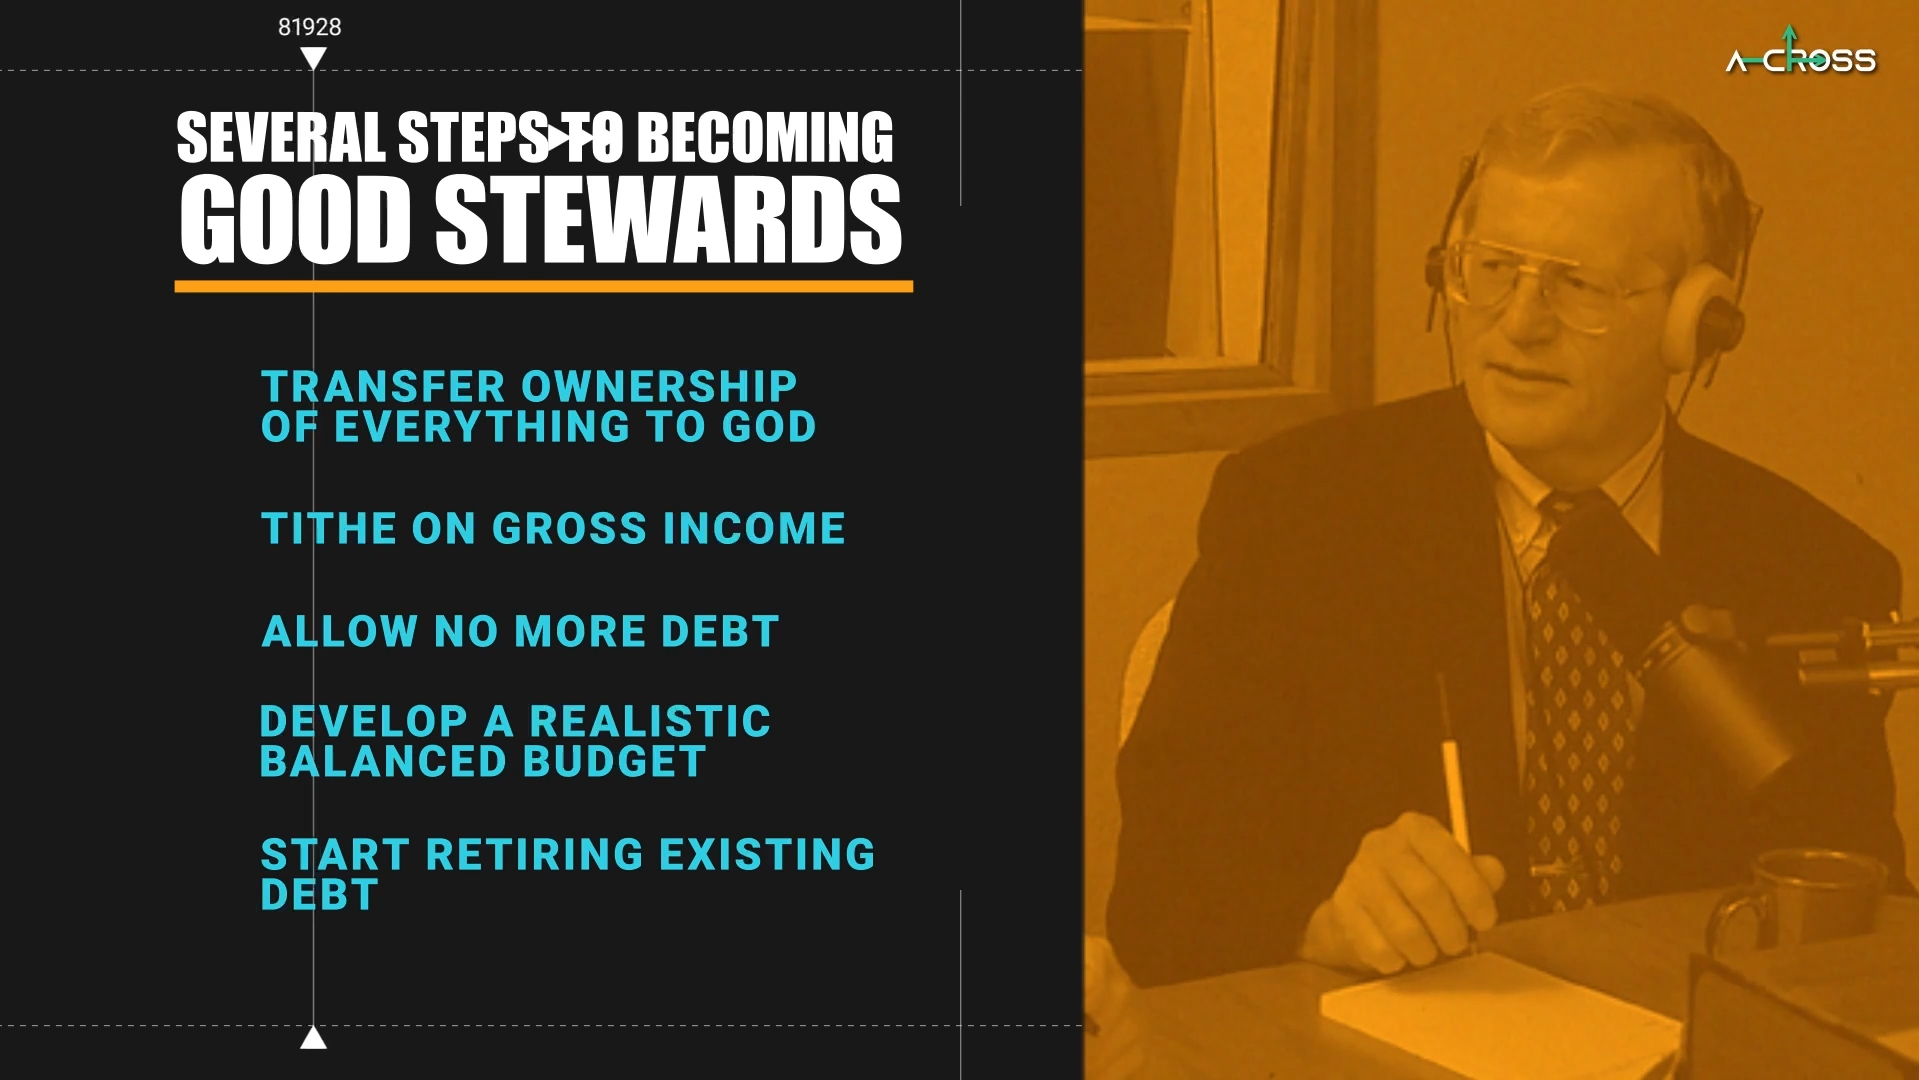 81928
A-CROSS
SEVERAL STEPS TO BECOMING
GOOD STEWARDS
TRANSFER OWNERSHIP
OF EVERYTHING TO GOD
TITHE ON GROSS INCOME
ALLOW NO MORE DEBT
DEVELOP A REALISTIC
BALANCED BUDGET
START RETIRING EXISTING
DEBT